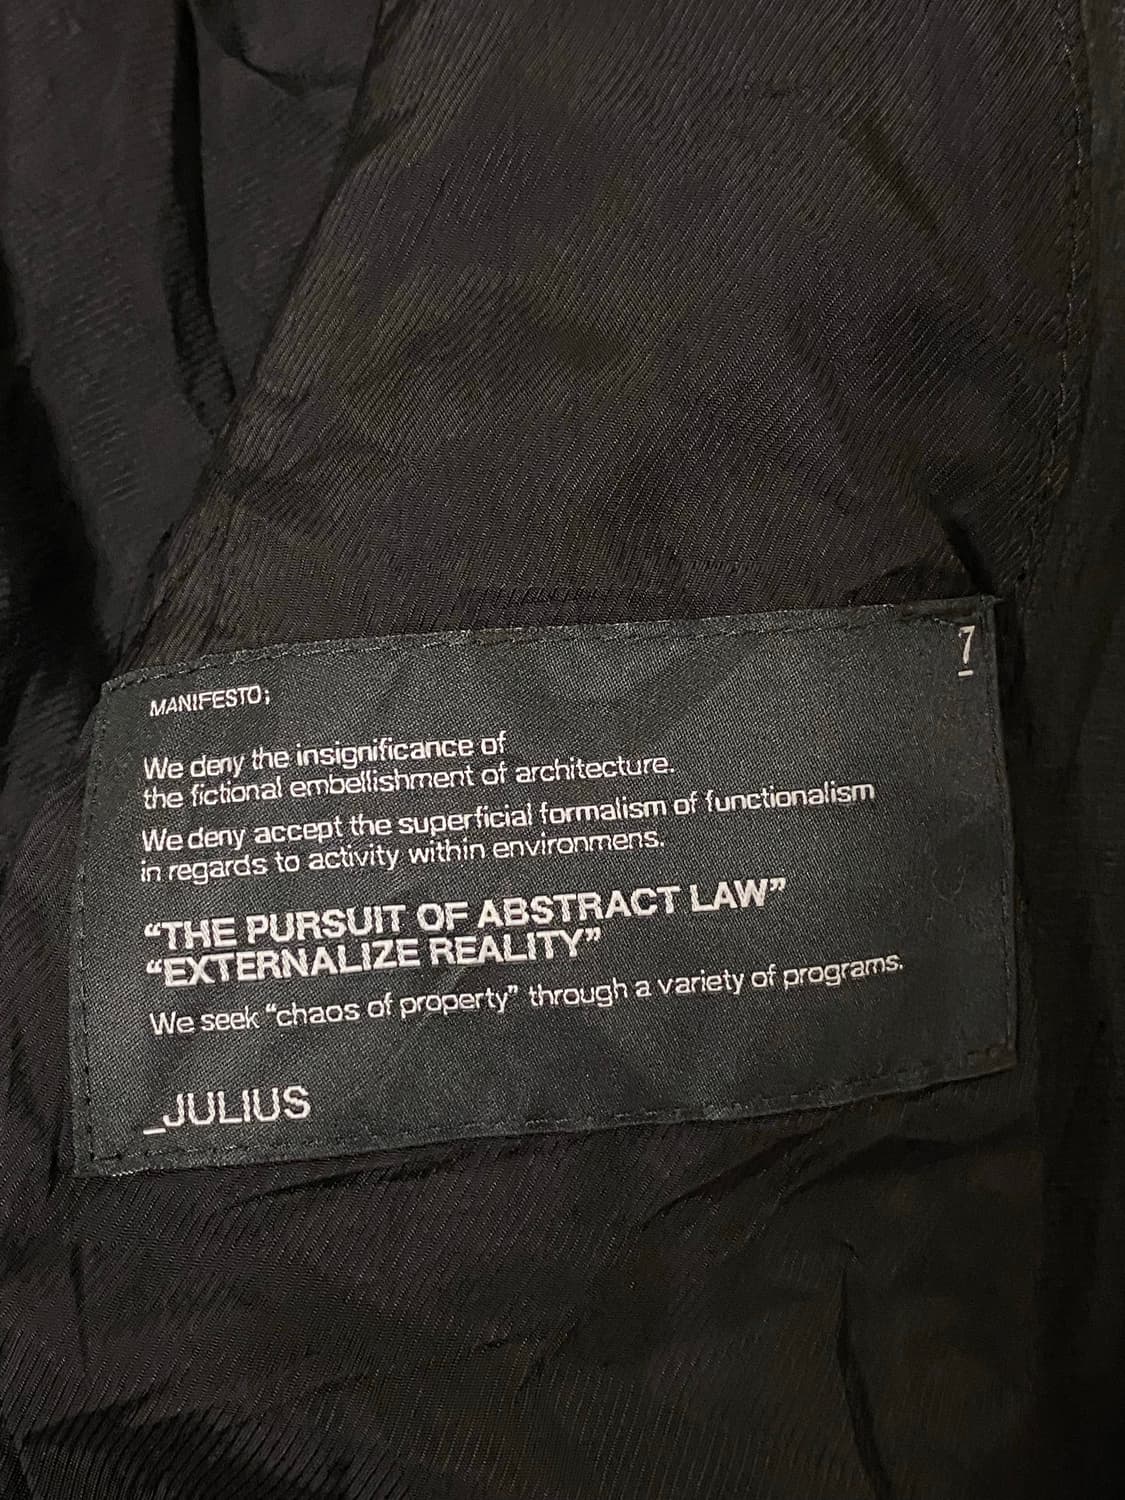 7
MANIFESTO;
We deny the insignificance of
the fictional embellishment of architecture.
We deny accept the superficial formalism of functionalism
in regards to activity within environmens.
“THE PURSUIT OF ABSTRACT LAW”
“EXTERNALIZE REALITY”
We seek “chaos of property” through a variety of programs.
_JULIUS